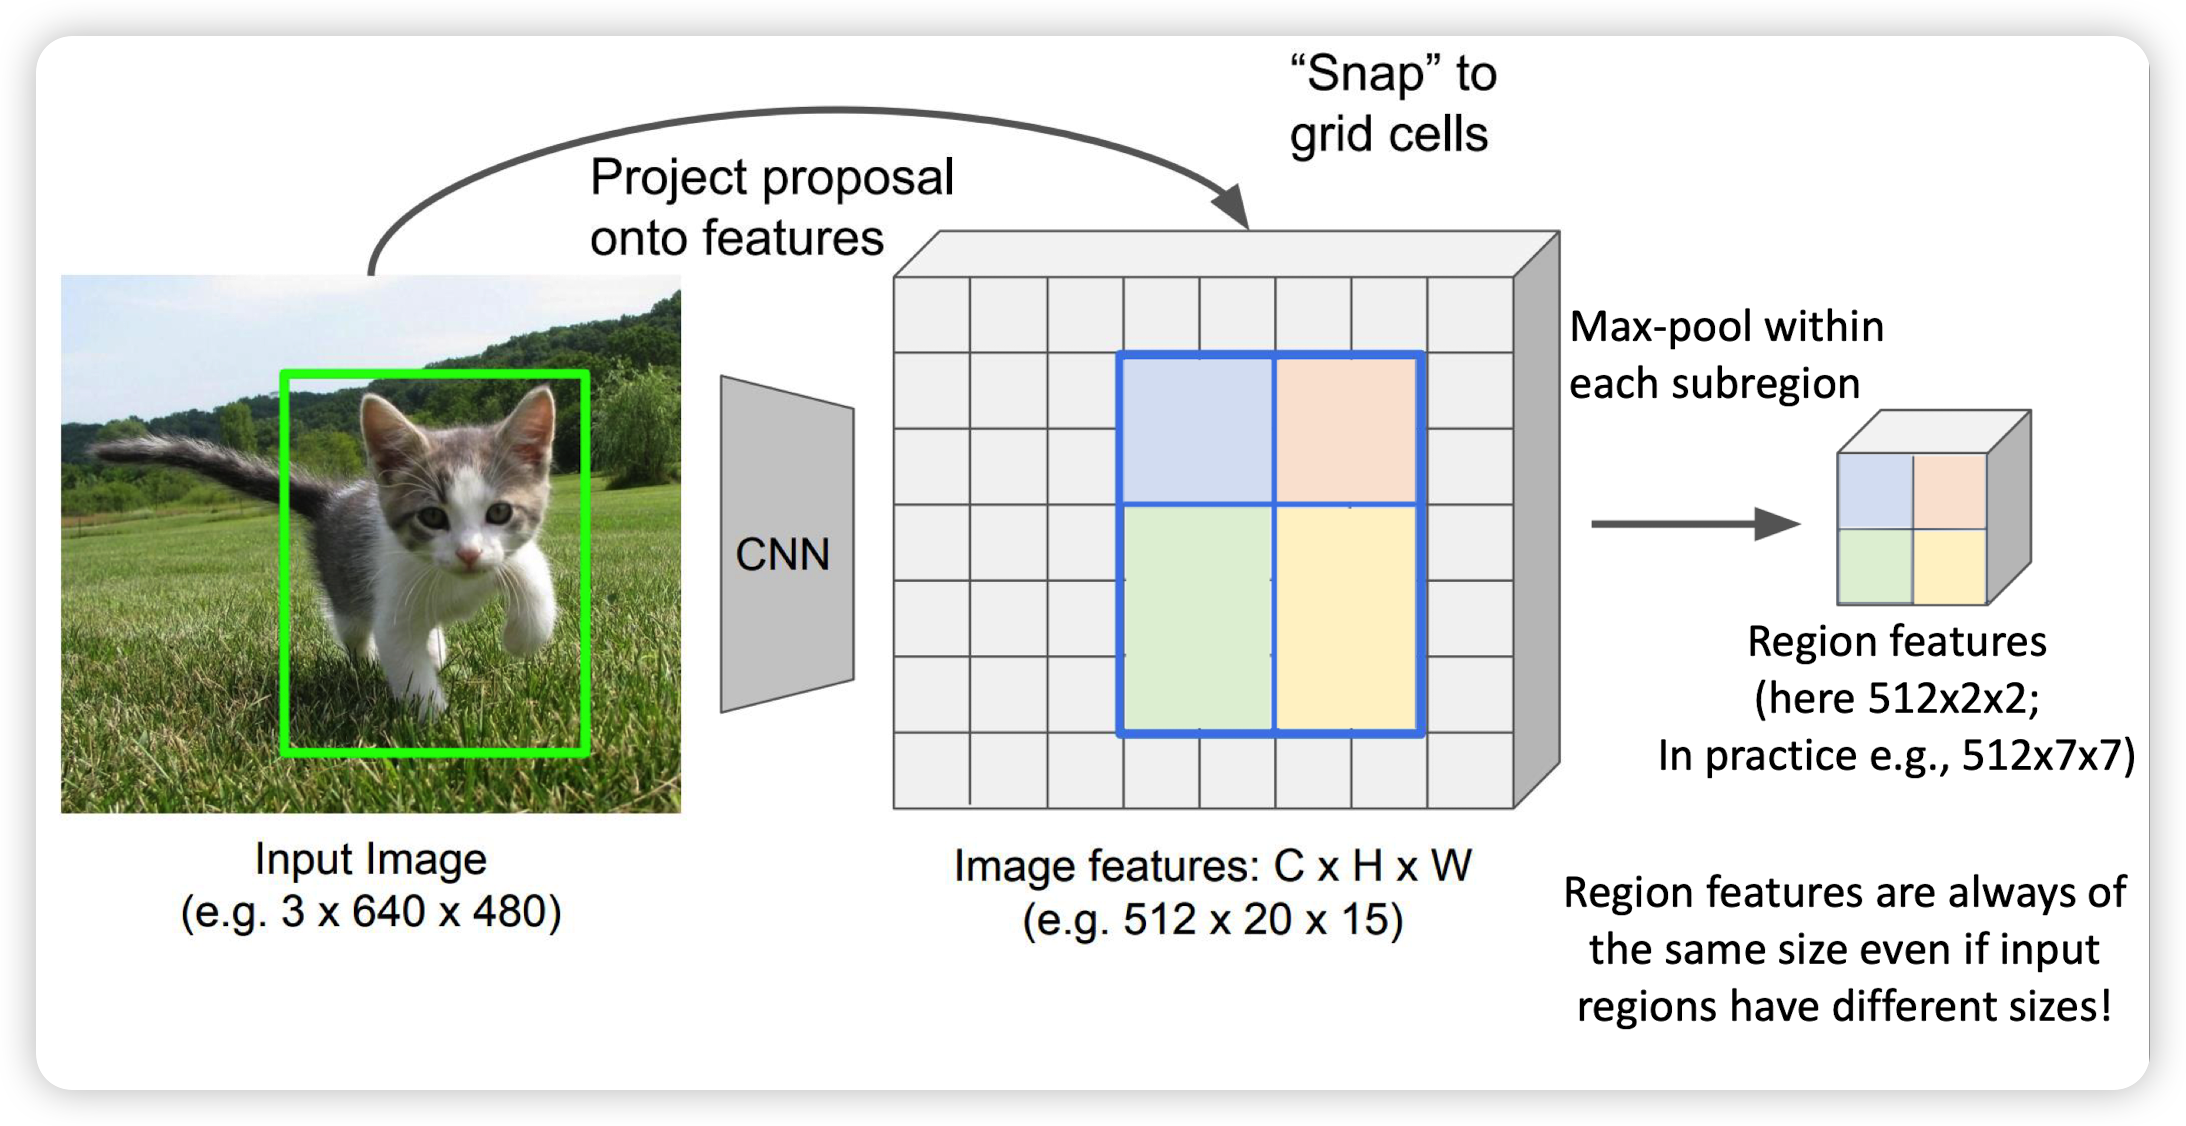 “Snap” to
grid cells
Project proposal
onto features
CNN
Max-pool within
each subregion
Input Image
(e.g. 3 x 640 x 480)
Image features: C x H x W
(e.g. 512 x 20 x 15)
Region features
(here 512x2x2;
In practice e.g., 512x7x7)
Region features are always of
the same size even if input
regions have different sizes!